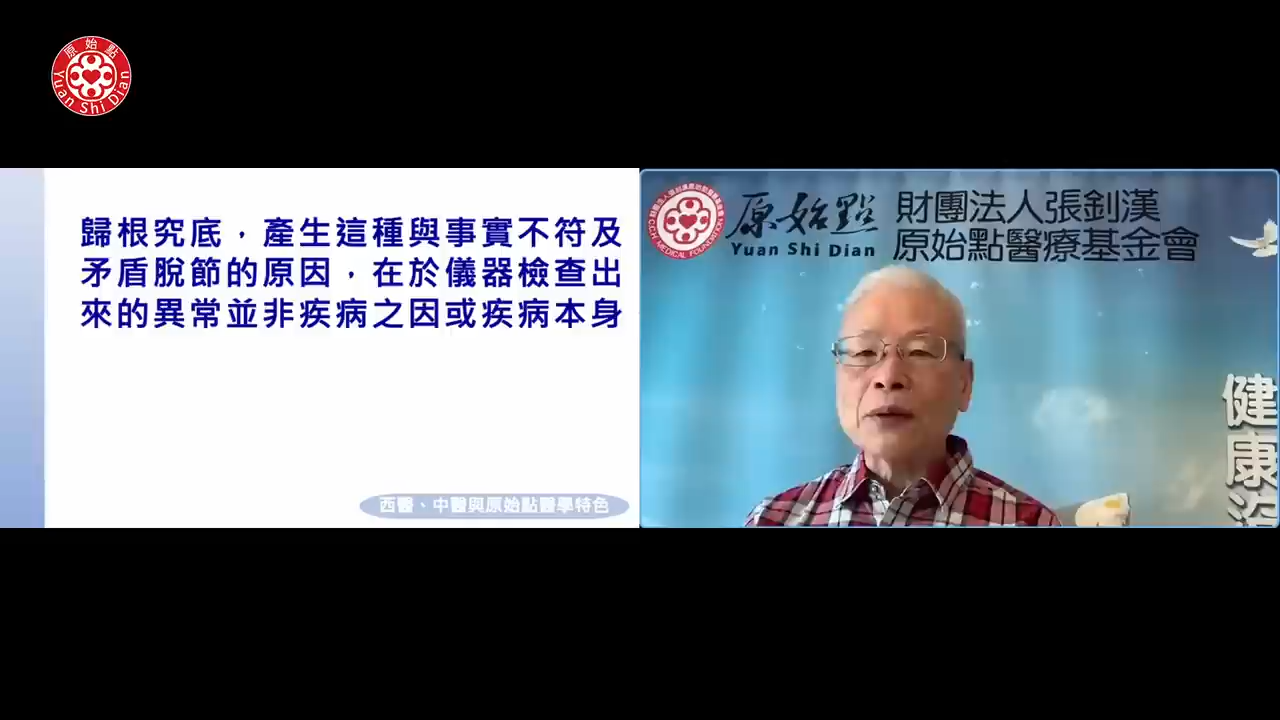 原始點
Yuan Shi Dian
歸根究底，產生這種與事實不符及
矛盾脫節的原因，在於儀器檢查出
來的異常並非疾病之因或疾病本身
西醫、中醫與原始點醫學特色
原始點
Yuan Shi Dian
財團法人張釗漢
原始點醫療基金會
健康